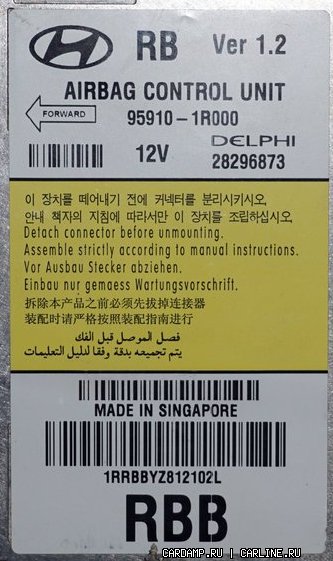 RB Ver 1.2
AIRBAG CONTROL UNIT
FORWARD
95910-1R000
12V
DELPHI
28296873
이 장치를 떼어내기 전에 커넥터를 분리시키시오.
안내 책자의 지침에 따라서만 이 장치를 조립하십시오.
Detach connector before unmounting.
Assemble strictly according to manual instructions.
Vor Ausbau Stecker abziehen.
Einbau nur gemaess Wartungsvorschrift.
拆除本产品之前必须先拔掉连接器
装配时请严格按照装配指南进行
فصل الموصل قبل الفك
يتم تجميعه بدقة وفقا لدليل التعليمات
MADE IN SINGAPORE
1RRBBYZ812102L
RBB
CARDAMP.RU | CARLINE.RU